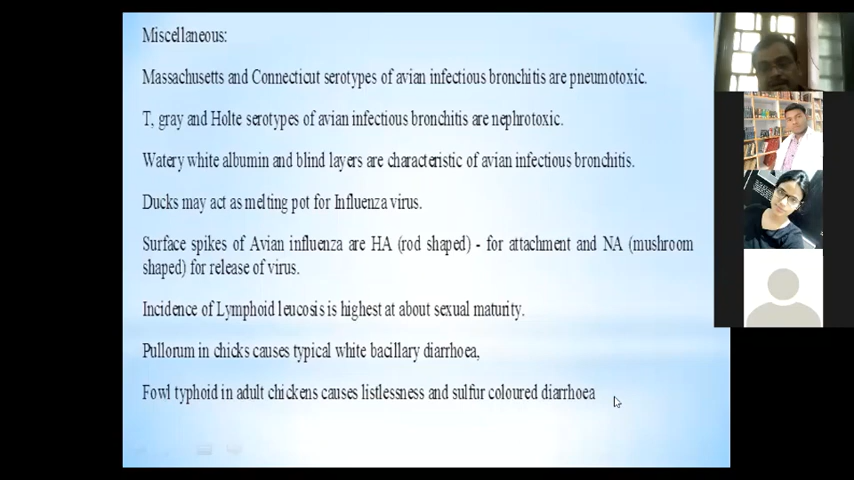 Miscellaneous:
Massachusetts and Connecticut serotypes of avian infectious bronchitis are pneumotoxic.
T, gray and Holte serotypes of avian infectious bronchitis are nephrotoxic.
Watery white albumin and blind layers are characteristic of avian infectious bronchitis.
Ducks may act as melting pot for Influenza virus.
Surface spikes of Avian influenza are HA (rod shaped) - for attachment and NA (mushroom
shaped) for release of virus.
Incidence of Lymphoid leucosis is highest at about sexual maturity.
Pullorum in chicks causes typical white bacillary diarrhoea,
Fowl typhoid in adult chickens causes listlessness and sulfur coloured diarrhoea